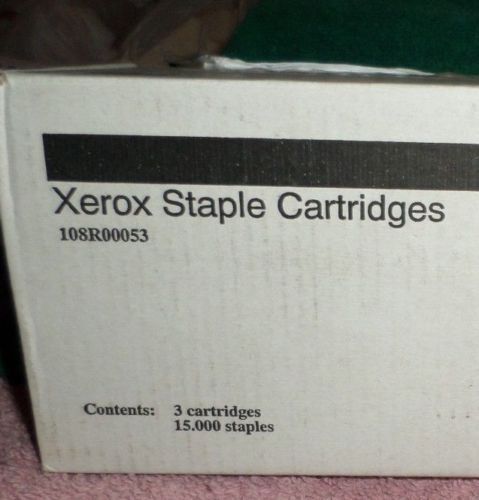 Xerox Staple Cartridges
108R00053
Contents: 3 cartridges
15.000 staples